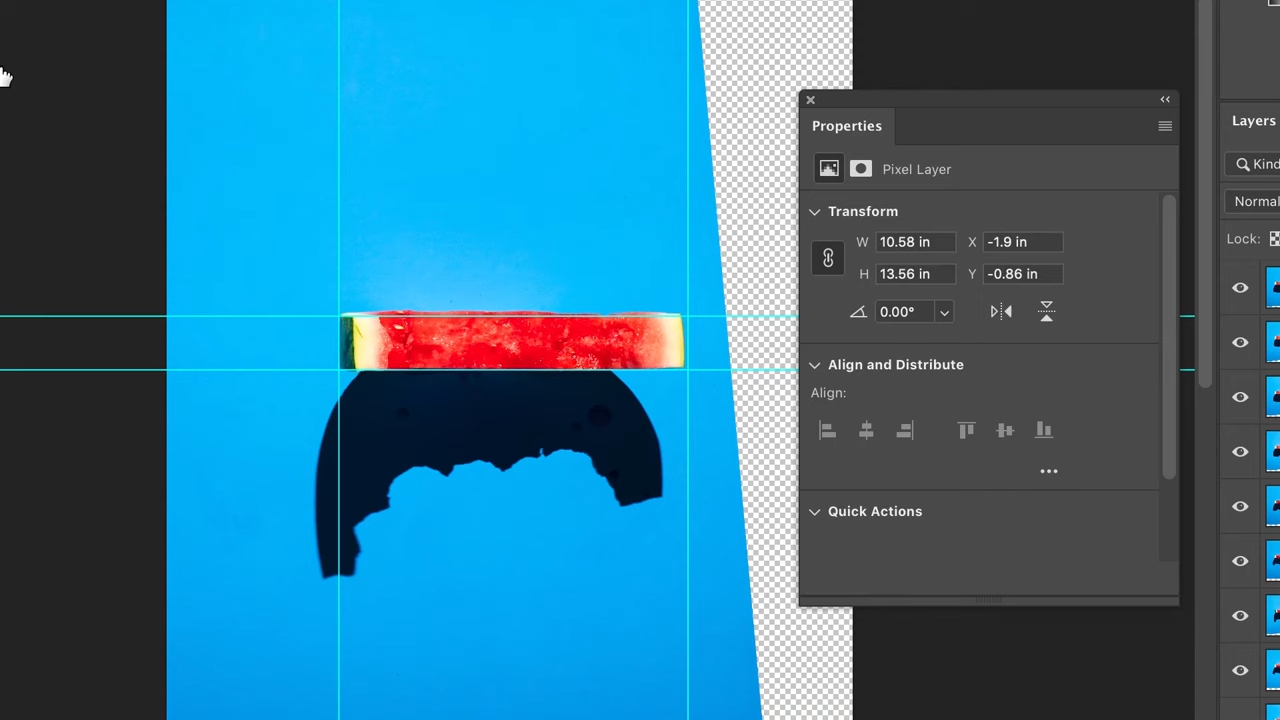 Properties
Pixel Layer
Transform
W 10.58 in X -1.9 in
H 13.56 in Y -0.86 in
0.00°
Align and Distribute
Align:
Quick Actions
Layers
Kind
Normal
Lock: